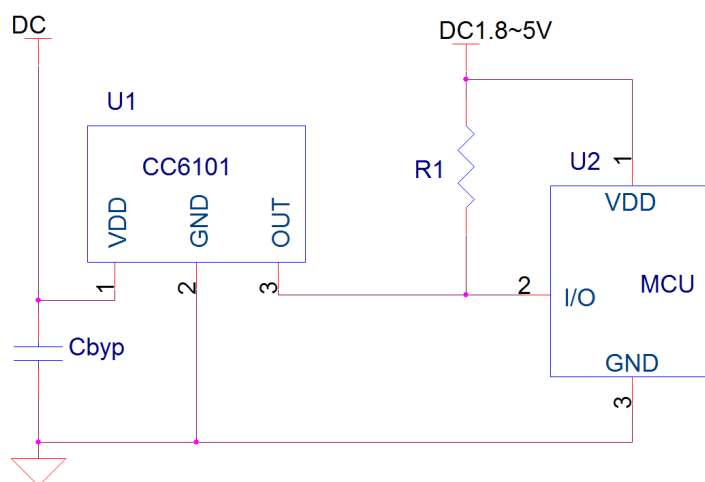 DC
DC1.8~5V
U1
CC6101
VDD
GND
OUT
1
2
3
R1
U2
1
VDD
2
I/O
MCU
GND
3
Cbyp